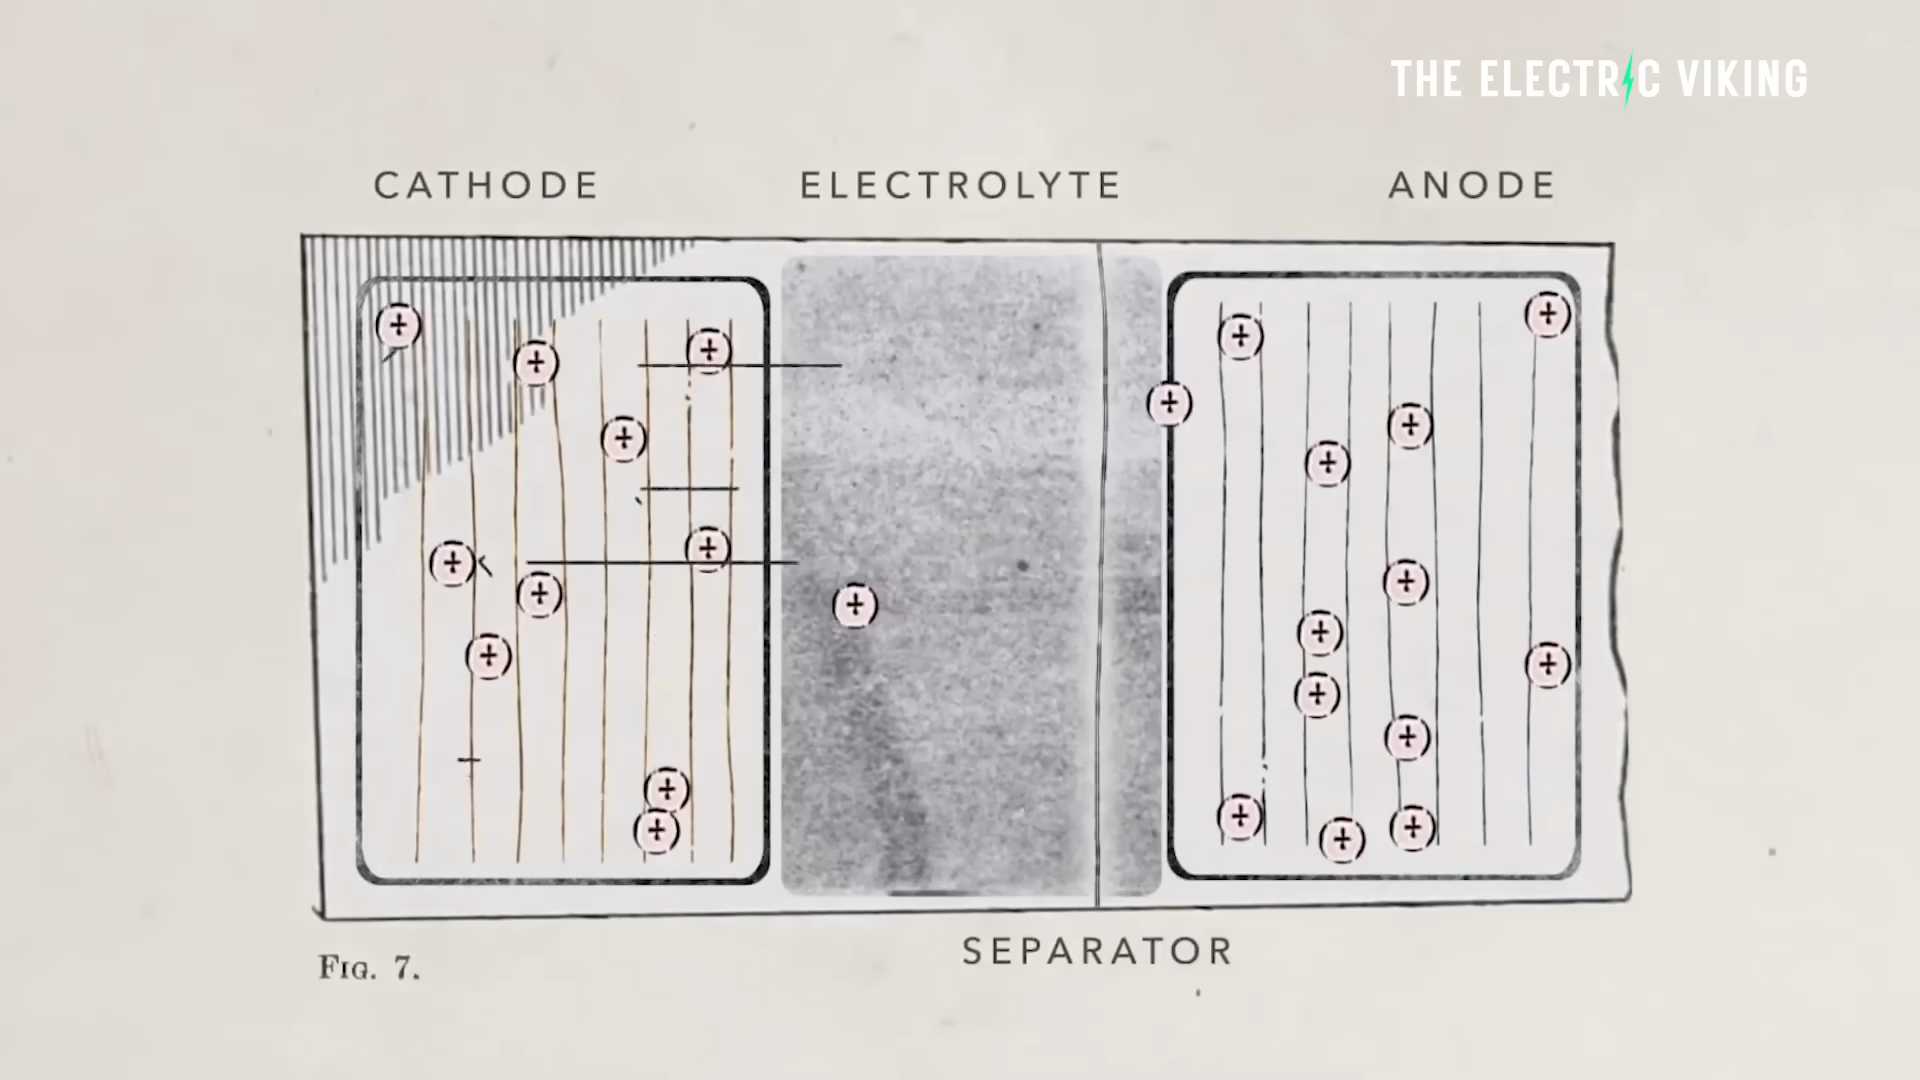 THE ELECTRIC VIKING
CATHODE
ELECTROLYTE
ANODE
SEPARATOR
FIG. 7.